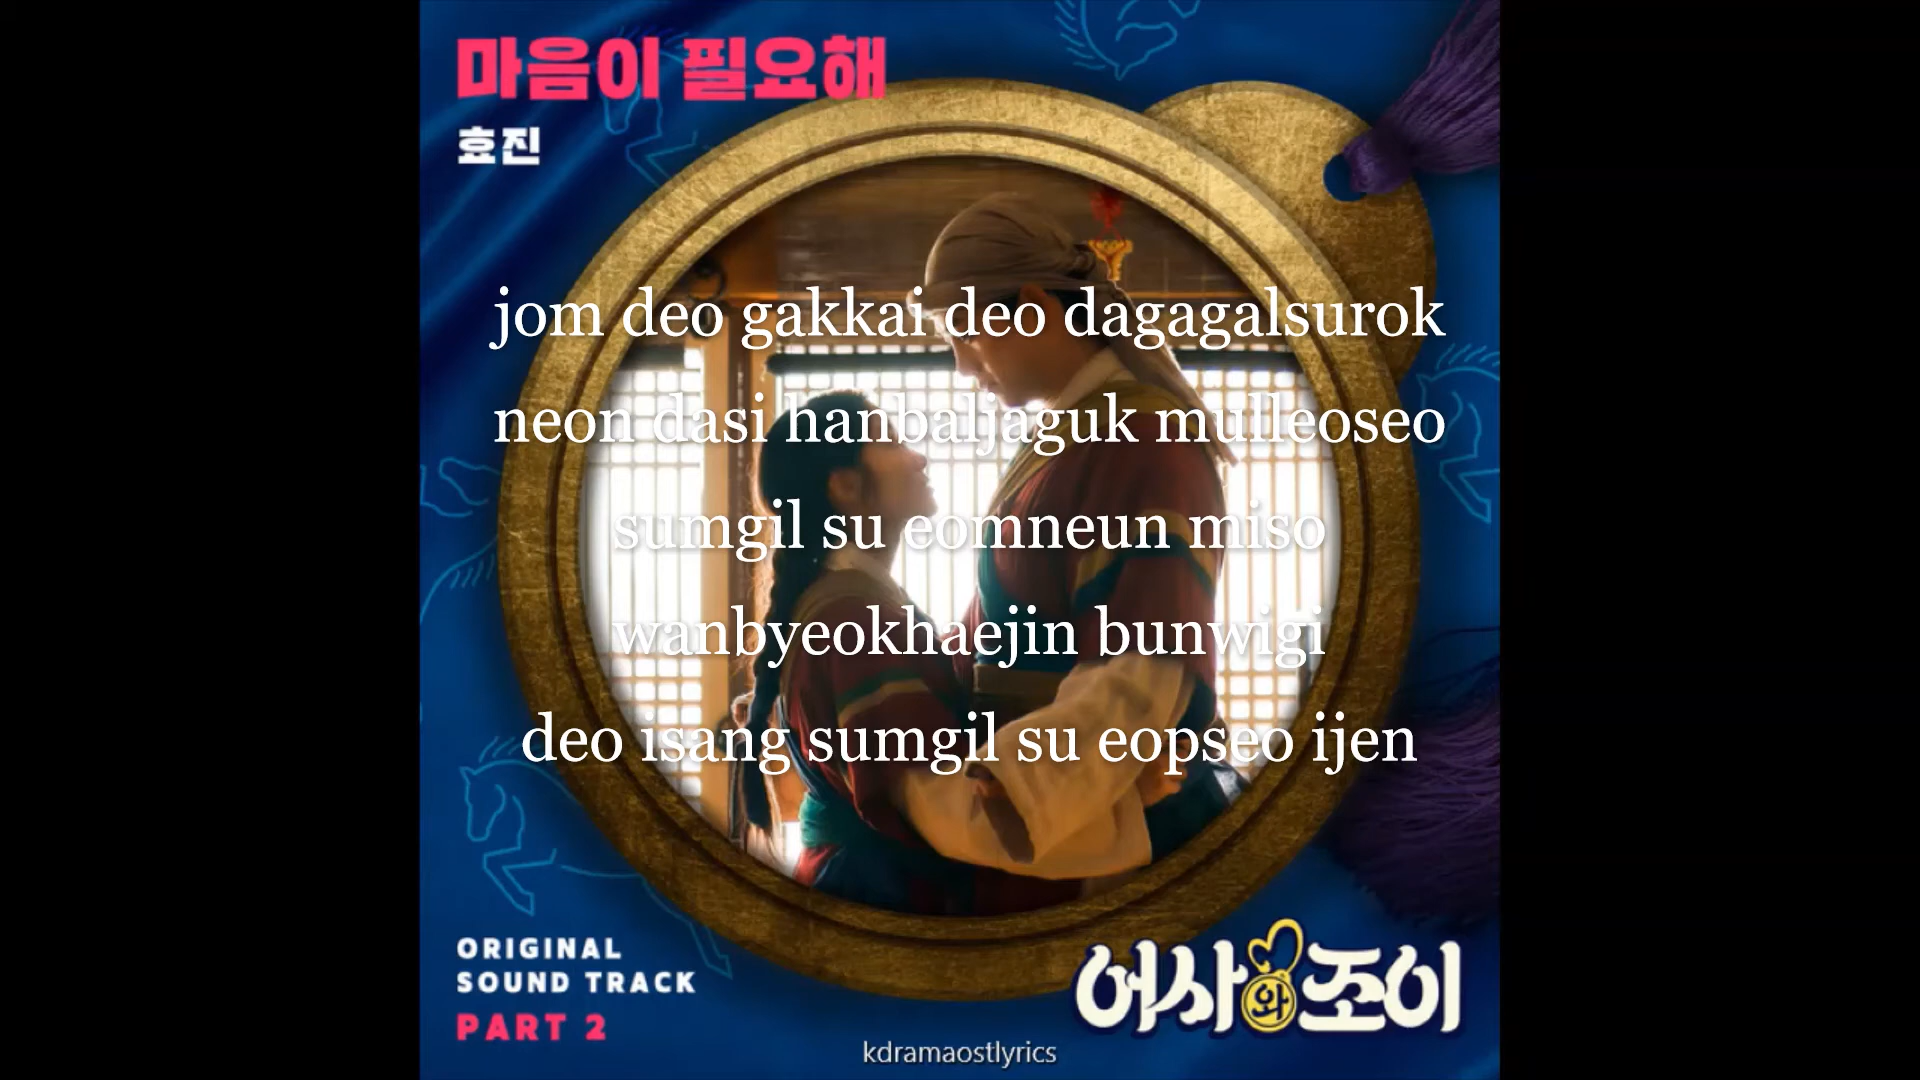 마음이 필요해
효진
jom deo gakkai deo dagagalsurok
neon dasi hanbaljaguk mulleoseo
sumgil su eomneun miso
wanbyeokhaejin bunwigi
deo isang sumgil su eopseo ijen
ORIGINAL
SOUND TRACK
PART 2
어사와조이
kdramaostlyrics